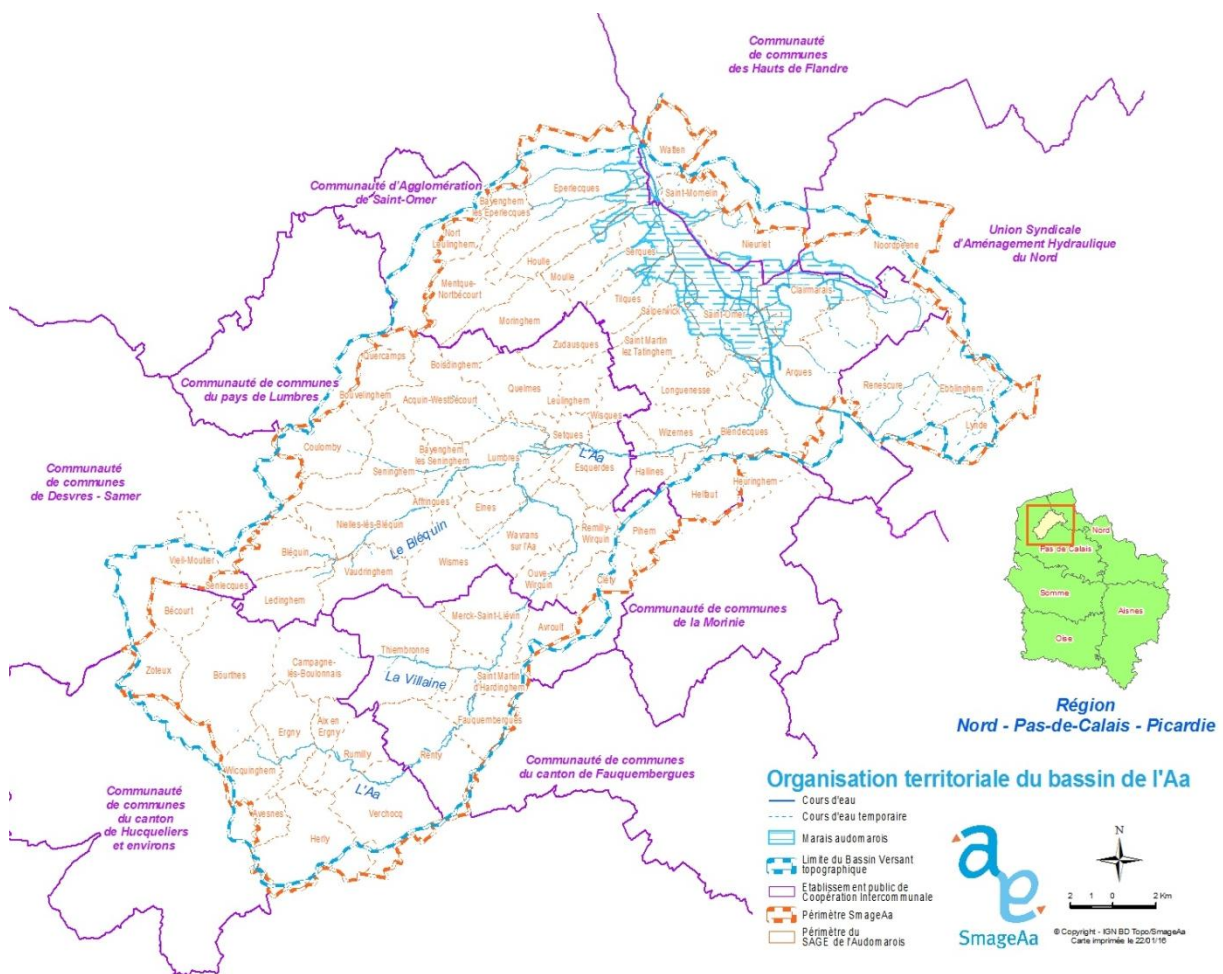 Communauté
de communes
des Hauts de Flandre
Watten
Communauté d'Agglomération
de Saint-Omer
Eperlecques
Bayenghem
les Eperlecques
Saint-Momelin
Nort
Leulinghem
Nieurlet
Noordpeene
Union Syndicale
d'Aménagement Hydraulique
du Nord
Houlle
Serques
Moulle
Mentque-
Norbécourt
Clairmarais
Tilques
Salperwick
Saint-Omer
Moringhem
Zudausques
Saint Martin
lez Tatinghem
Quercamps
Boisdinghem
Arques
Communauté de communes
du pays de Lumbres
Bouvelinghem
Acquin-Westbécourt
Quelmes
Leulinghem
Longuenesse
Renescure
Ebblinghem
Wisques
Lynde
Coulomby
Setques
Wizernes
Blendecques
Bayenghem
les Seninghem
Lumbres
L'Aa
Esquerdes
Communauté
de communes
de Desvres - Samer
Seninghem
Hallines
Heuringhem
Helfaut
Affringues
Elnes
Nielles-lès-Bléquin
Wavrans
sur l'Aa
Remilly-
Wirquin
Pihem
Le Bléquin
Bléquin
Vaudringhem
Wismes
Vieil-Moutier
Senlecques
Ouve-
Wirquin
Cléty
Bécourt
Ledinghem
Merck-Saint-Liévin
Avroult
Communauté de communes
de la Morinie
Thiembronne
Zoteux
Bourthes
Campagne-
lès-Boulonnais
La Villaine
Saint Martin
d'Hardinghem
Fauquembergues
Aix en
Ergny
Ergny
Rumilly
Renty
Wicquinghem
L'Aa
Communauté de communes
du canton de Fauquembergues
Communauté
de communes
du canton
de Hucqueliers
et environs
Avesnes
Verchocq
Herly
Nord
Pas de Calais
Somme
Aisnes
Oise
Région
Nord - Pas-de-Calais - Picardie
Organisation territoriale du bassin de l'Aa
Cours d'eau
Cours d'eau temporaire
Marais audomarois
Limite du Bassin Versant
topographique
Etablissement public de
Coopération Intercommunale
Périmètre SmageAa
Périmètre du
SAGE de l'Audomarois
aa
SmageAa
N
2 1 0 2 Km
© Copyright - IGN BD Topo/SmageAa
Carte imprimée le 22/01/16